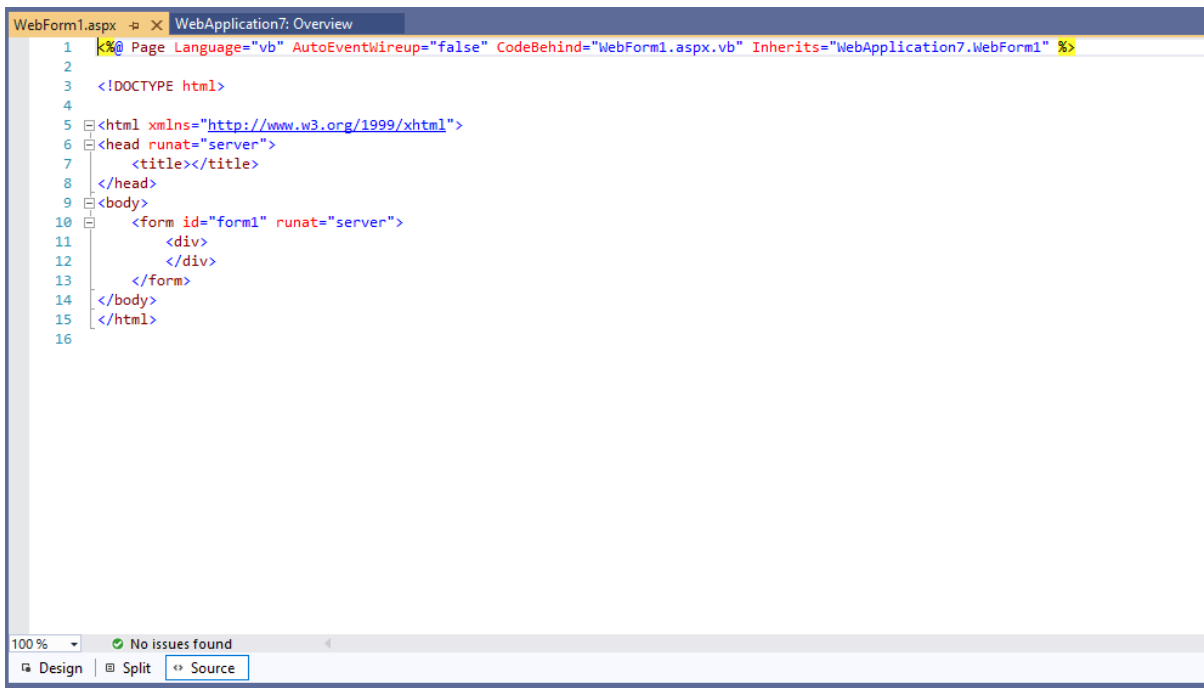 WebForm1.aspx WebApplication7: Overview
1 <%@ Page Language="vb" AutoEventWireup="false" CodeBehind="WebForm1.aspx.vb" Inherits="WebApplication7.WebForm1" %>
2
3 <!DOCTYPE html>
4
5 <html xmlns="http://www.w3.org/1999/xhtml">
6 <head runat="server">
7     <title></title>
8 </head>
9 <body>
10     <form id="form1" runat="server">
11         <div>
12         </div>
13     </form>
14 </body>
15 </html>
16
100 % No issues found
Design Split Source